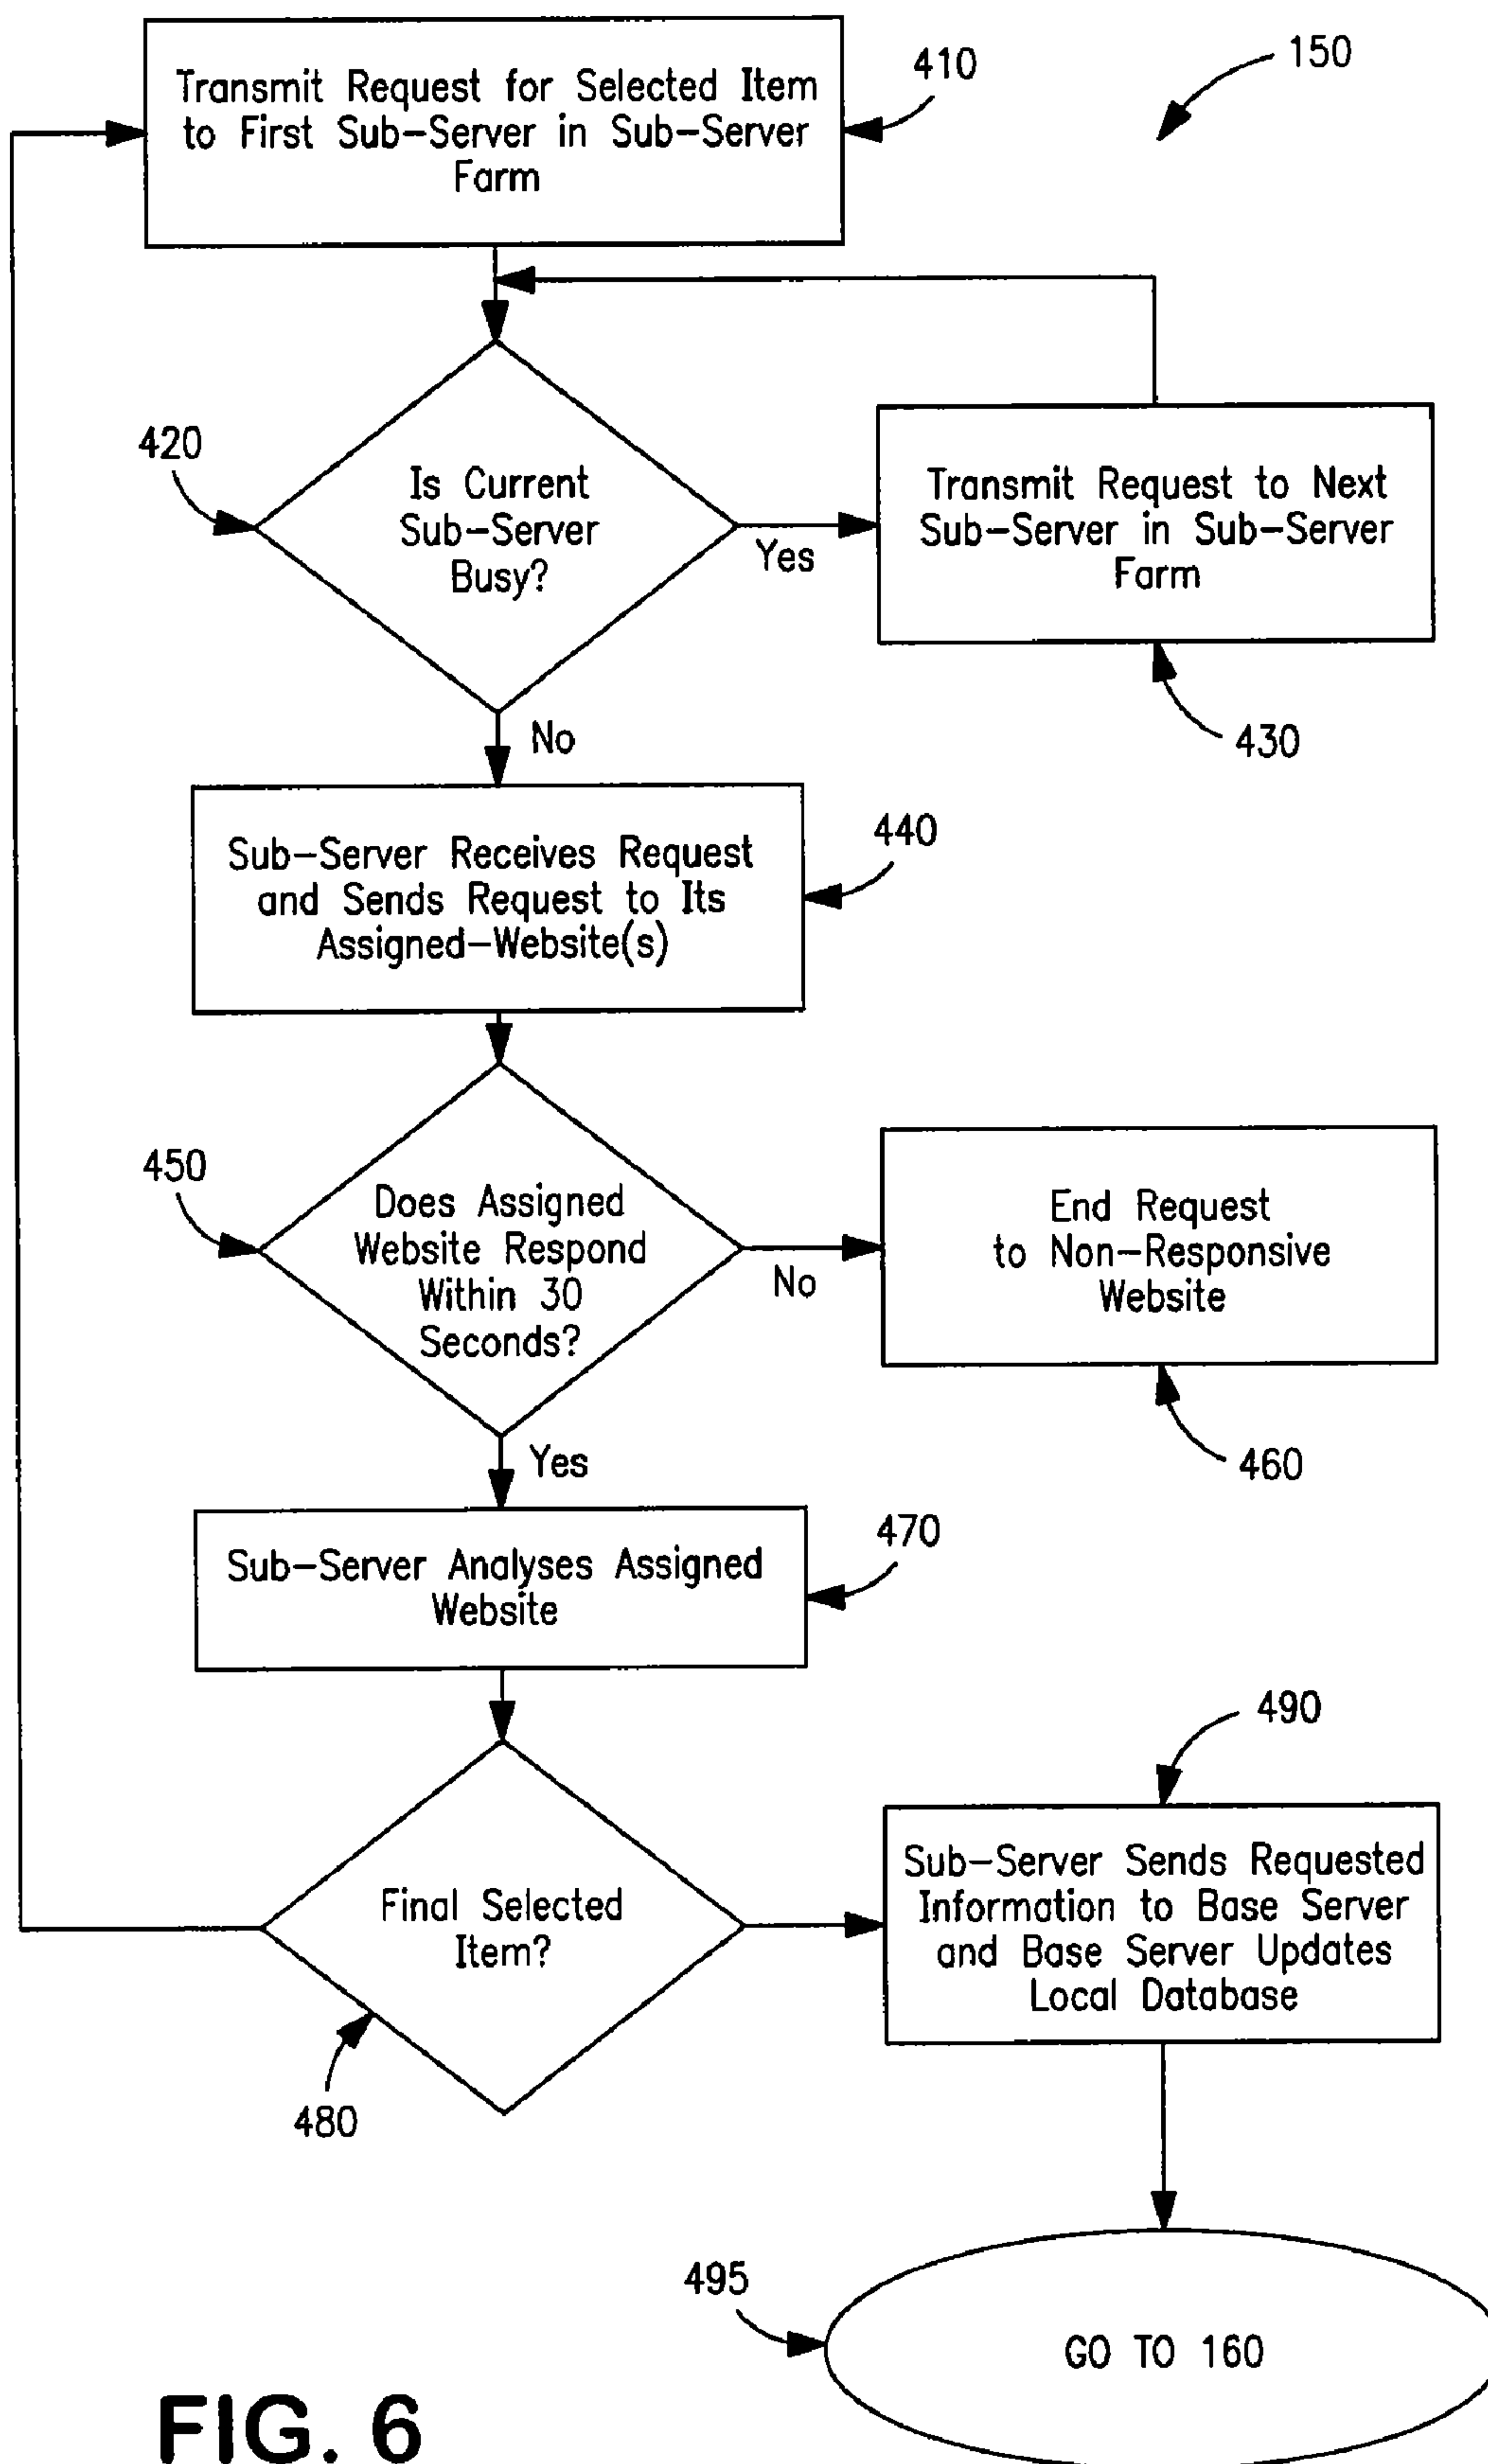 Transmit Request for Selected Item
to First Sub-Server in Sub-Server
Farm
410
150
420
Is Current
Sub-Server
Busy?
Yes
Transmit Request to Next
Sub-Server in Sub-Server
Farm
430
No
Sub-Server Receives Request
and Sends Request to Its
Assigned-Website(s)
440
450
Does Assigned
Website Respond
Within 30
Seconds?
No
End Request
to Non-Responsive
Website
460
Yes
Sub-Server Analyses Assigned
Website
470
Final Selected
Item?
480
490
Sub-Server Sends Requested
Information to Base Server
and Base Server Updates
Local Database
495
GO TO 160
FIG. 6